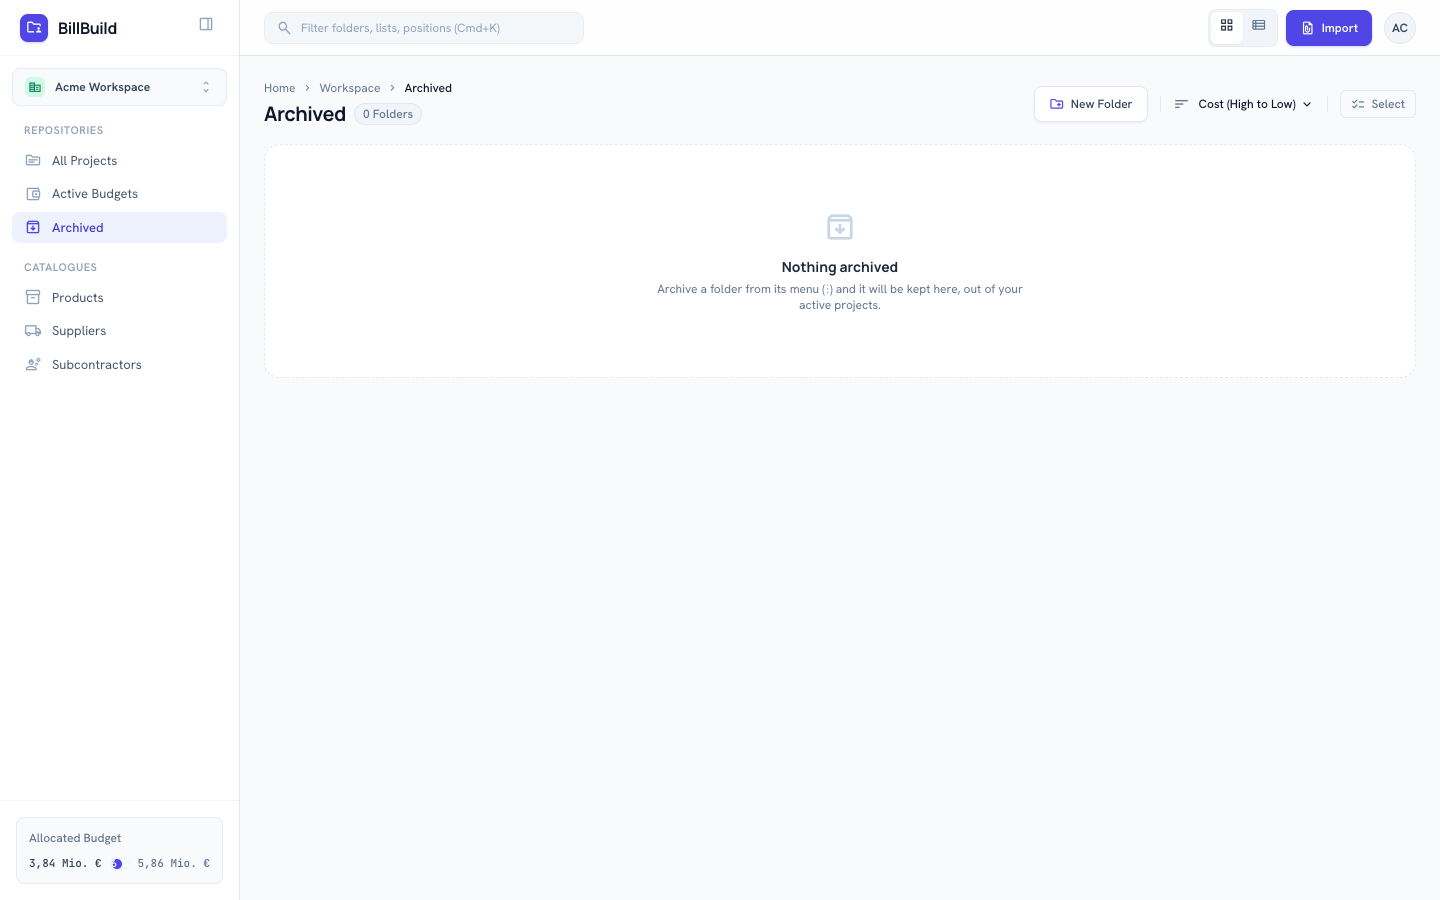 BillBuild
Filter folders, lists, positions (Cmd+K)
Import
AC
Acme Workspace
REPOSITORIES
All Projects
Active Budgets
Archived
CATALOGUES
Products
Suppliers
Subcontractors
Allocated Budget
3,84 Mio. € 5,86 Mio. €
Home > Workspace > Archived
Archived 0 Folders
New Folder
Cost (High to Low)
Select
Nothing archived
Archive a folder from its menu (⋮) and it will be kept here, out of your
active projects.